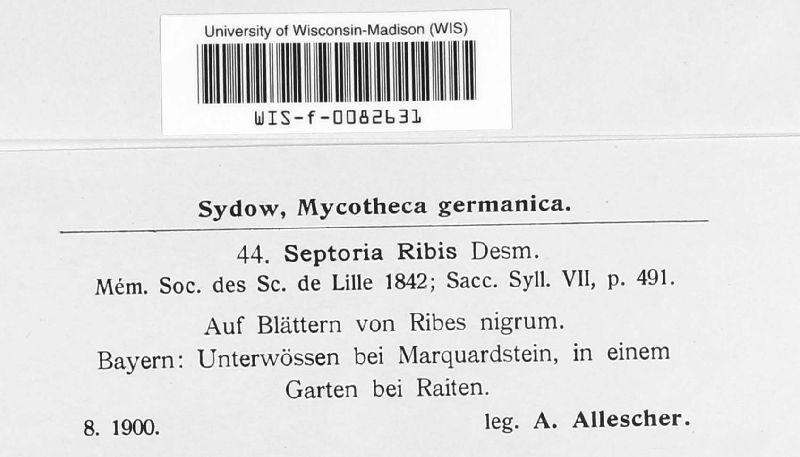 University of Wisconsin-Madison (WIS)
WIS-f-0082631
Sydow, Mycotheca germanica.
44. Septoria Ribis Desm.
Mém. Soc. des Sc. de Lille 1842; Sacc. Syll. VII, p. 491.
Auf Blättern von Ribes nigrum.
Bayern: Unterwössen bei Marquardstein, in einem
Garten bei Raiten.
8. 1900.
leg. A. Allescher.